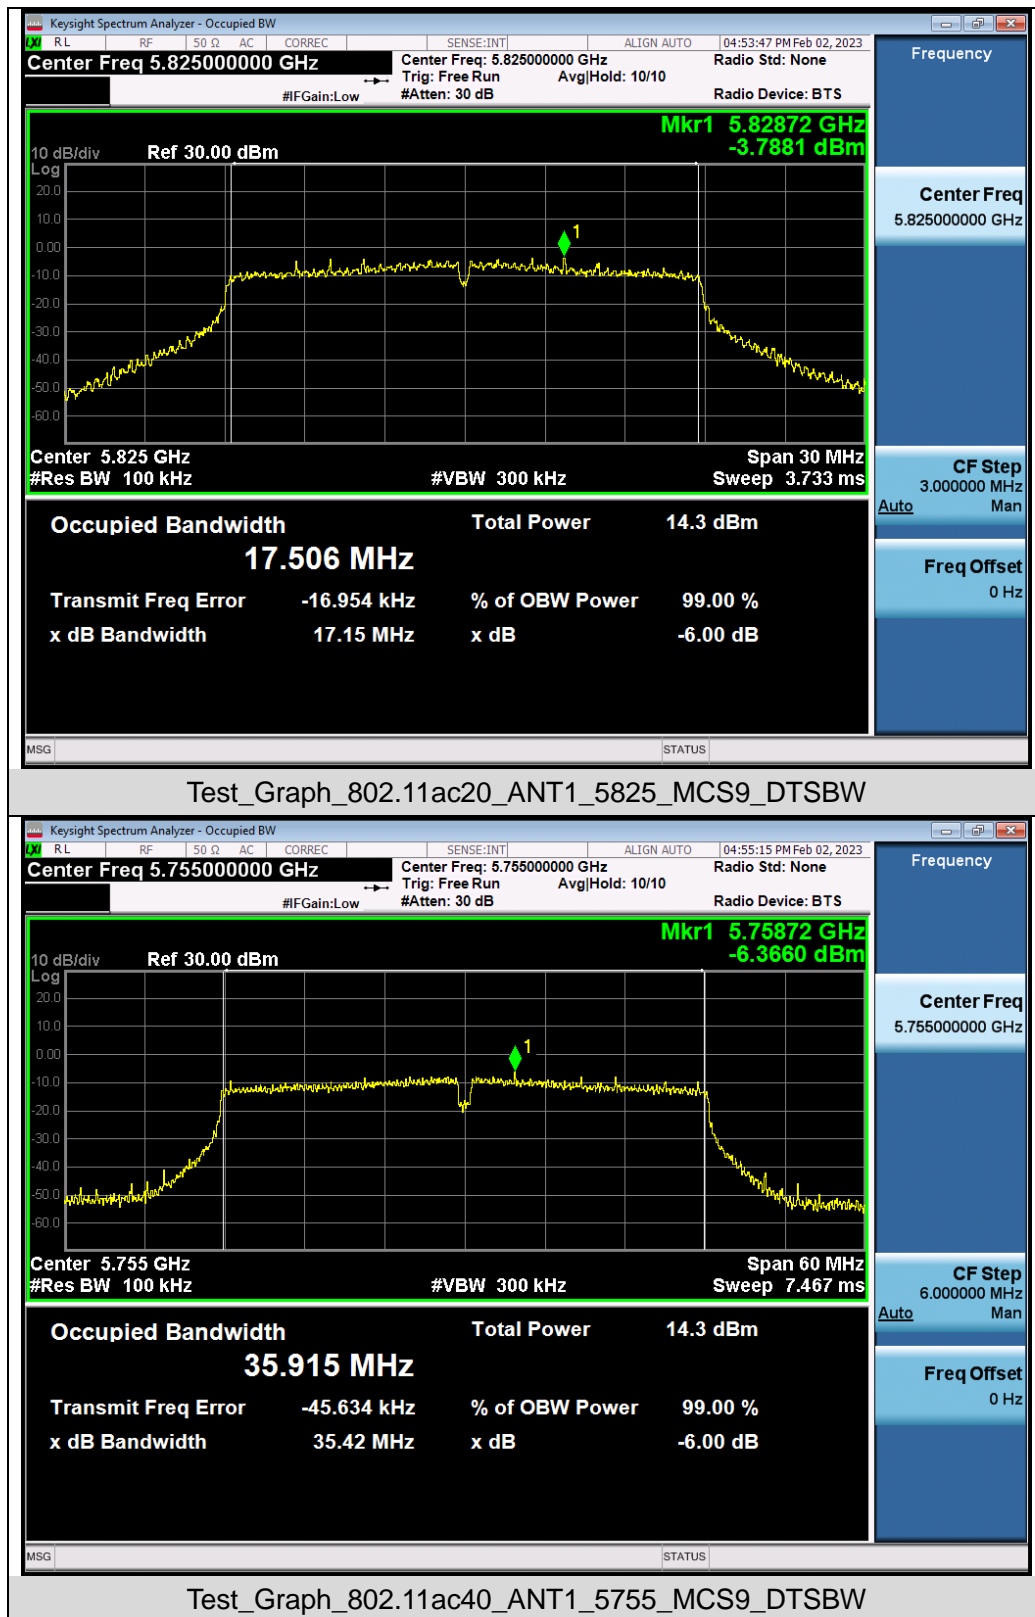 Keysight Spectrum Analyzer - Occupied BW
LXI RL RF 50 Ω AC CORREC SENSE:INT ALIGN AUTO 04:53:47 PM Feb 02, 2023
Center Freq 5.825000000 GHz
Center Freq: 5.825000000 GHz
Radio Std: None
Trig: Free Run Avg|Hold: 10/10
#IFGain:Low
#Atten: 30 dB
Radio Device: BTS
Frequency
Mkr1 5.82872 GHz
-3.7881 dBm
10 dB/div Ref 30.00 dBm
Log
20.0
10.0
0.00
-10.0
-20.0
-30.0
-40.0
-50.0
-60.0
1
Center 5.825 GHz
Span 30 MHz
#Res BW 100 kHz
#VBW 300 kHz
Sweep 3.733 ms
Center Freq
5.825000000 GHz
CF Step
3.000000 MHz
Auto Man
Freq Offset
0 Hz
Occupied Bandwidth
Total Power 14.3 dBm
17.506 MHz
Transmit Freq Error -16.954 kHz
% of OBW Power 99.00 %
x dB Bandwidth 17.15 MHz
x dB -6.00 dB
MSG STATUS
Test_Graph_802.11ac20_ANT1_5825_MCS9_DTSBW
Keysight Spectrum Analyzer - Occupied BW
LXI RL RF 50 Ω AC CORREC SENSE:INT ALIGN AUTO 04:55:15 PM Feb 02, 2023
Center Freq 5.755000000 GHz
Center Freq: 5.755000000 GHz
Radio Std: None
Trig: Free Run Avg|Hold: 10/10
#IFGain:Low
#Atten: 30 dB
Radio Device: BTS
Frequency
Mkr1 5.75872 GHz
-6.3660 dBm
10 dB/div Ref 30.00 dBm
Log
20.0
10.0
0.00
-10.0
-20.0
-30.0
-40.0
-50.0
-60.0
1
Center 5.755 GHz
Span 60 MHz
#Res BW 100 kHz
#VBW 300 kHz
Sweep 7.467 ms
Center Freq
5.755000000 GHz
CF Step
6.000000 MHz
Auto Man
Freq Offset
0 Hz
Occupied Bandwidth
Total Power 14.3 dBm
35.915 MHz
Transmit Freq Error -45.634 kHz
% of OBW Power 99.00 %
x dB Bandwidth 35.42 MHz
x dB -6.00 dB
MSG STATUS
Test_Graph_802.11ac40_ANT1_5755_MCS9_DTSBW